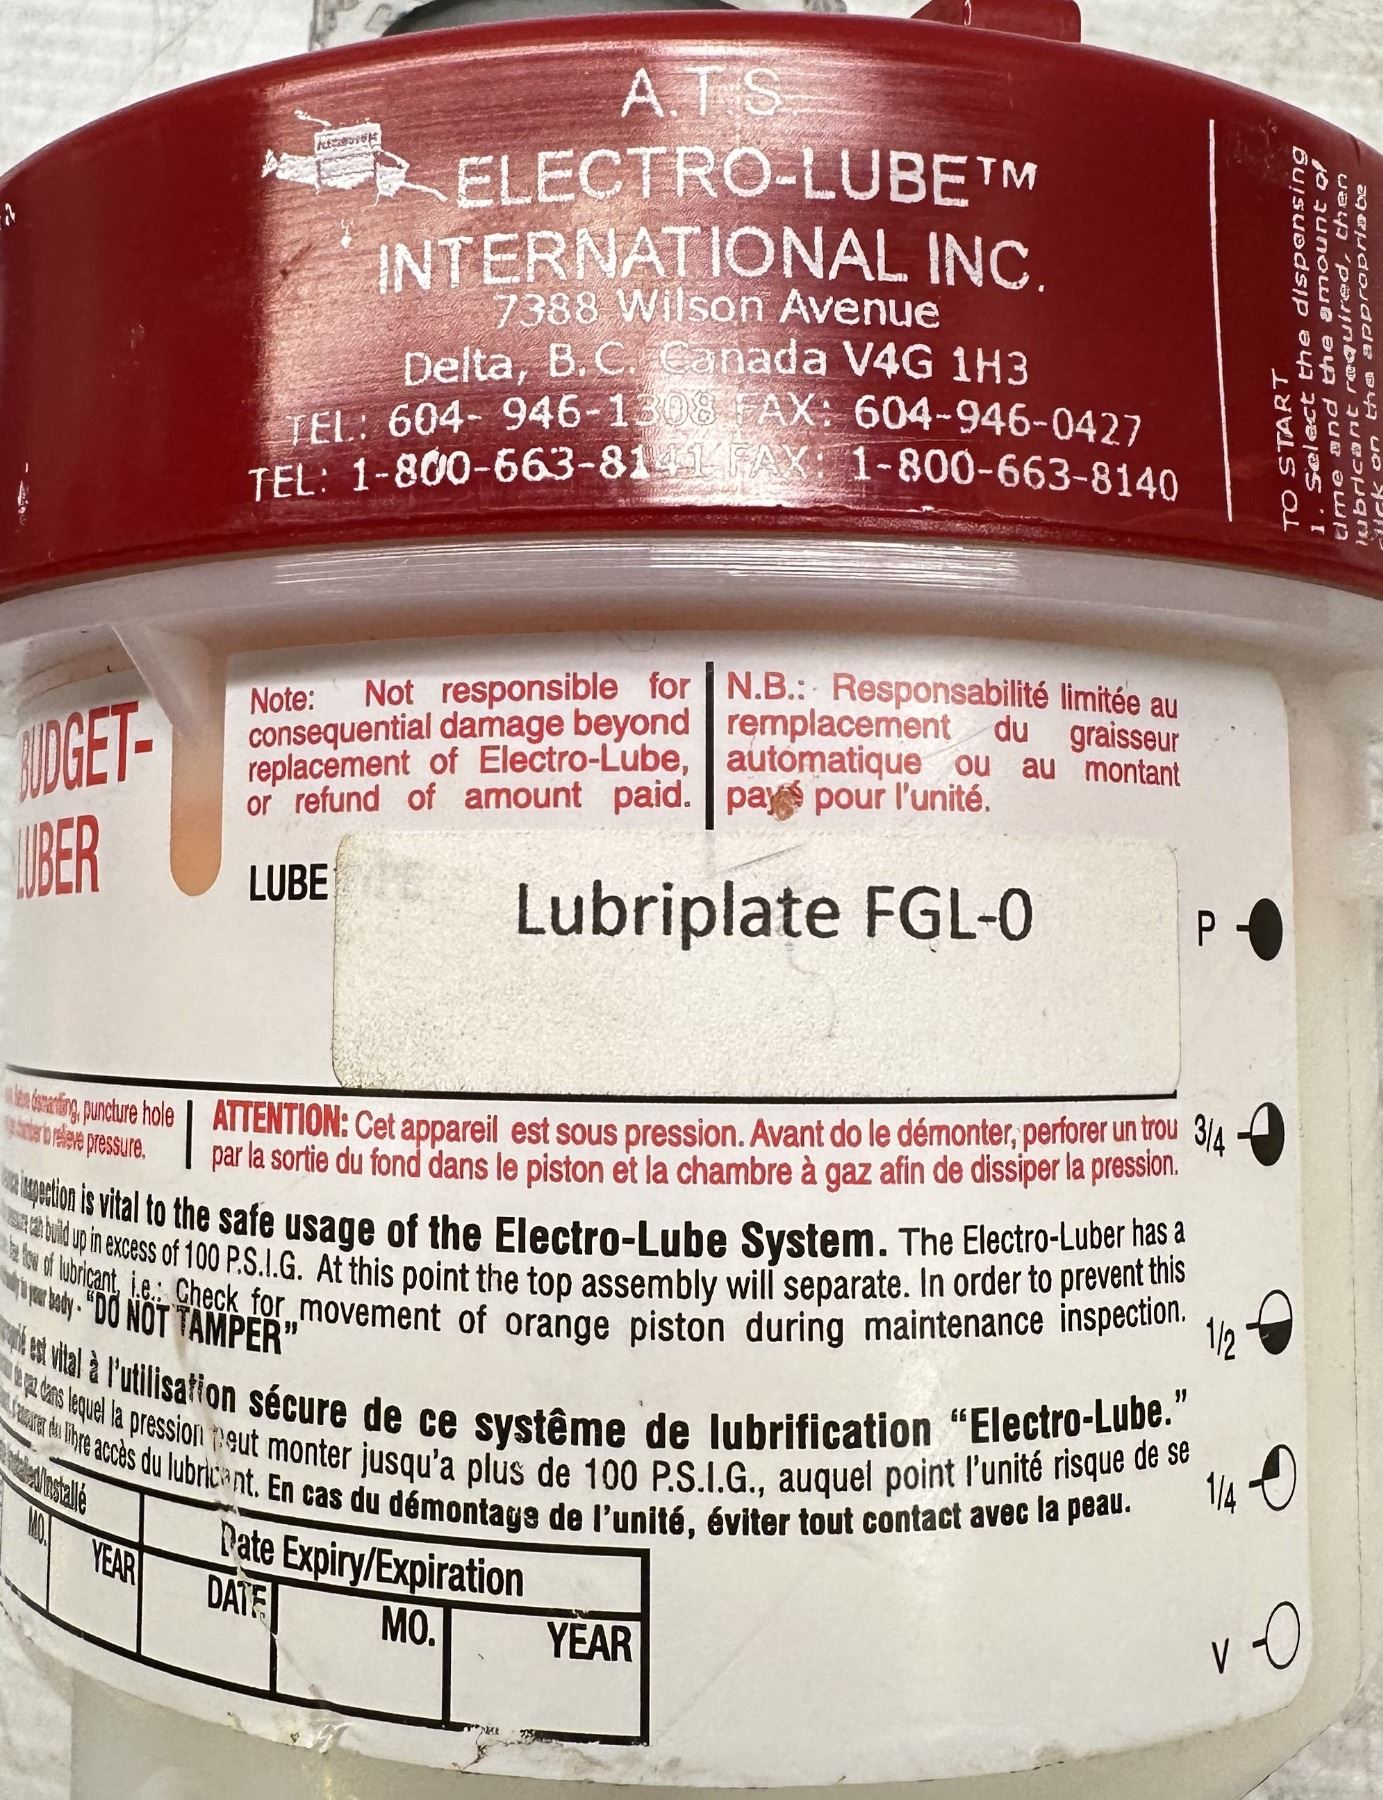 A.T.S.
ELECTRO-LUBE™
INTERNATIONAL INC.
7388 Wilson Avenue
Delta, B.C. Canada V4G 1H3
TEL: 604- 946-1308 FAX: 604-946-0427
TEL: 1-800-663-8141 FAX: 1-800-663-8140
TO START
1. Select the dispensing
time and the amount of
lubricant required, then
click on the appropriate
BUDGET-
LUBER
Note: Not responsible for
consequential damage beyond
replacement of Electro-Lube,
or refund of amount paid.
N.B.: Responsabilité limitée au
remplacement du graisseur
automatique ou au montant
payé pour l'unité.
LUBE
Lubriplate FGL-0
P
3/4
1/2
1/4
V
dismantling, puncture hole
to relieve pressure.
ATTENTION: Cet appareil est sous pression. Avant do le démonter, perforer un trou
par la sortie du fond dans le piston et la chambre à gaz afin de dissiper la pression.
inspection is vital to the safe usage of the Electro-Lube System. The Electro-Luber has a
can build up in excess of 100 P.S.I.G. At this point the top assembly will separate. In order to prevent this
flow of lubricant, i.e.: Check for movement of orange piston during maintenance inspection.
your body - "DO NOT TAMPER"
est vital à l'utilisation sécure de ce système de lubrification "Electro-Lube."
gaz dans lequel la pression peut monter jusqu'a plus de 100 P.S.I.G., auquel point l'unité risque de se
du libre accès du lubricant. En cas du démontage de l'unité, éviter tout contact avec la peau.
Installed/Installé
MO.
YEAR
Date Expiry/Expiration
DATE
MO.
YEAR